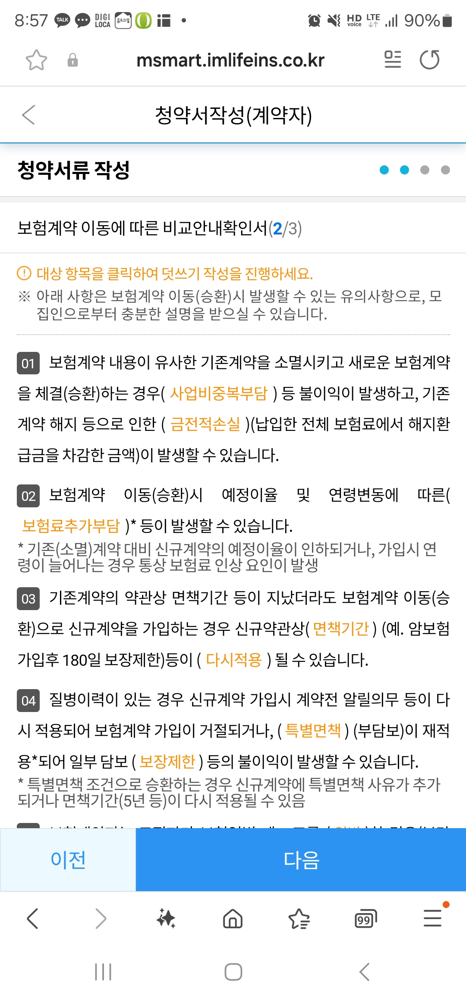 8:57 TALK DIGI LOCA 홈&쇼핑 HD voice LTE 90%
msmart.imlifeins.co.kr
청약서작성(계약자)
청약서류 작성
보험계약 이동에 따른 비교안내확인서(2/3)
대상 항목을 클릭하여 덧쓰기 작성을 진행하세요.
※ 아래 사항은 보험계약 이동(승환)시 발생할 수 있는 유의사항으로, 모
집인으로부터 충분한 설명을 받으실 수 있습니다.
01 보험계약 내용이 유사한 기존계약을 소멸시키고 새로운 보험계약
을 체결(승환)하는 경우( 사업비중복부담 ) 등 불이익이 발생하고, 기존
계약 해지 등으로 인한 ( 금전적손실 )(납입한 전체 보험료에서 해지환
급금을 차감한 금액)이 발생할 수 있습니다.
02 보험계약 이동(승환)시 예정이율 및 연령변동에 따른(
보험료추가부담 )* 등이 발생할 수 있습니다.
* 기존(소멸)계약 대비 신규계약의 예정이율이 인하되거나, 가입시 연
령이 늘어나는 경우 통상 보험료 인상 요인이 발생
03 기존계약의 약관상 면책기간 등이 지났더라도 보험계약 이동(승
환)으로 신규계약을 가입하는 경우 신규약관상( 면책기간 ) (예. 암보험
가입후 180일 보장제한)등이 ( 다시적용 ) 될 수 있습니다.
04 질병이력이 있는 경우 신규계약 가입시 계약전 알릴의무 등이 다
시 적용되어 보험계약 가입이 거절되거나, ( 특별면책 ) (부담보)이 재적
용*되어 일부 담보 ( 보장제한 ) 등의 불이익이 발생할 수 있습니다.
* 특별면책 조건으로 승환하는 경우 신규계약에 특별면책 사유가 추가
되거나 면책기간(5년 등)이 다시 적용될 수 있음
이전 다음
99